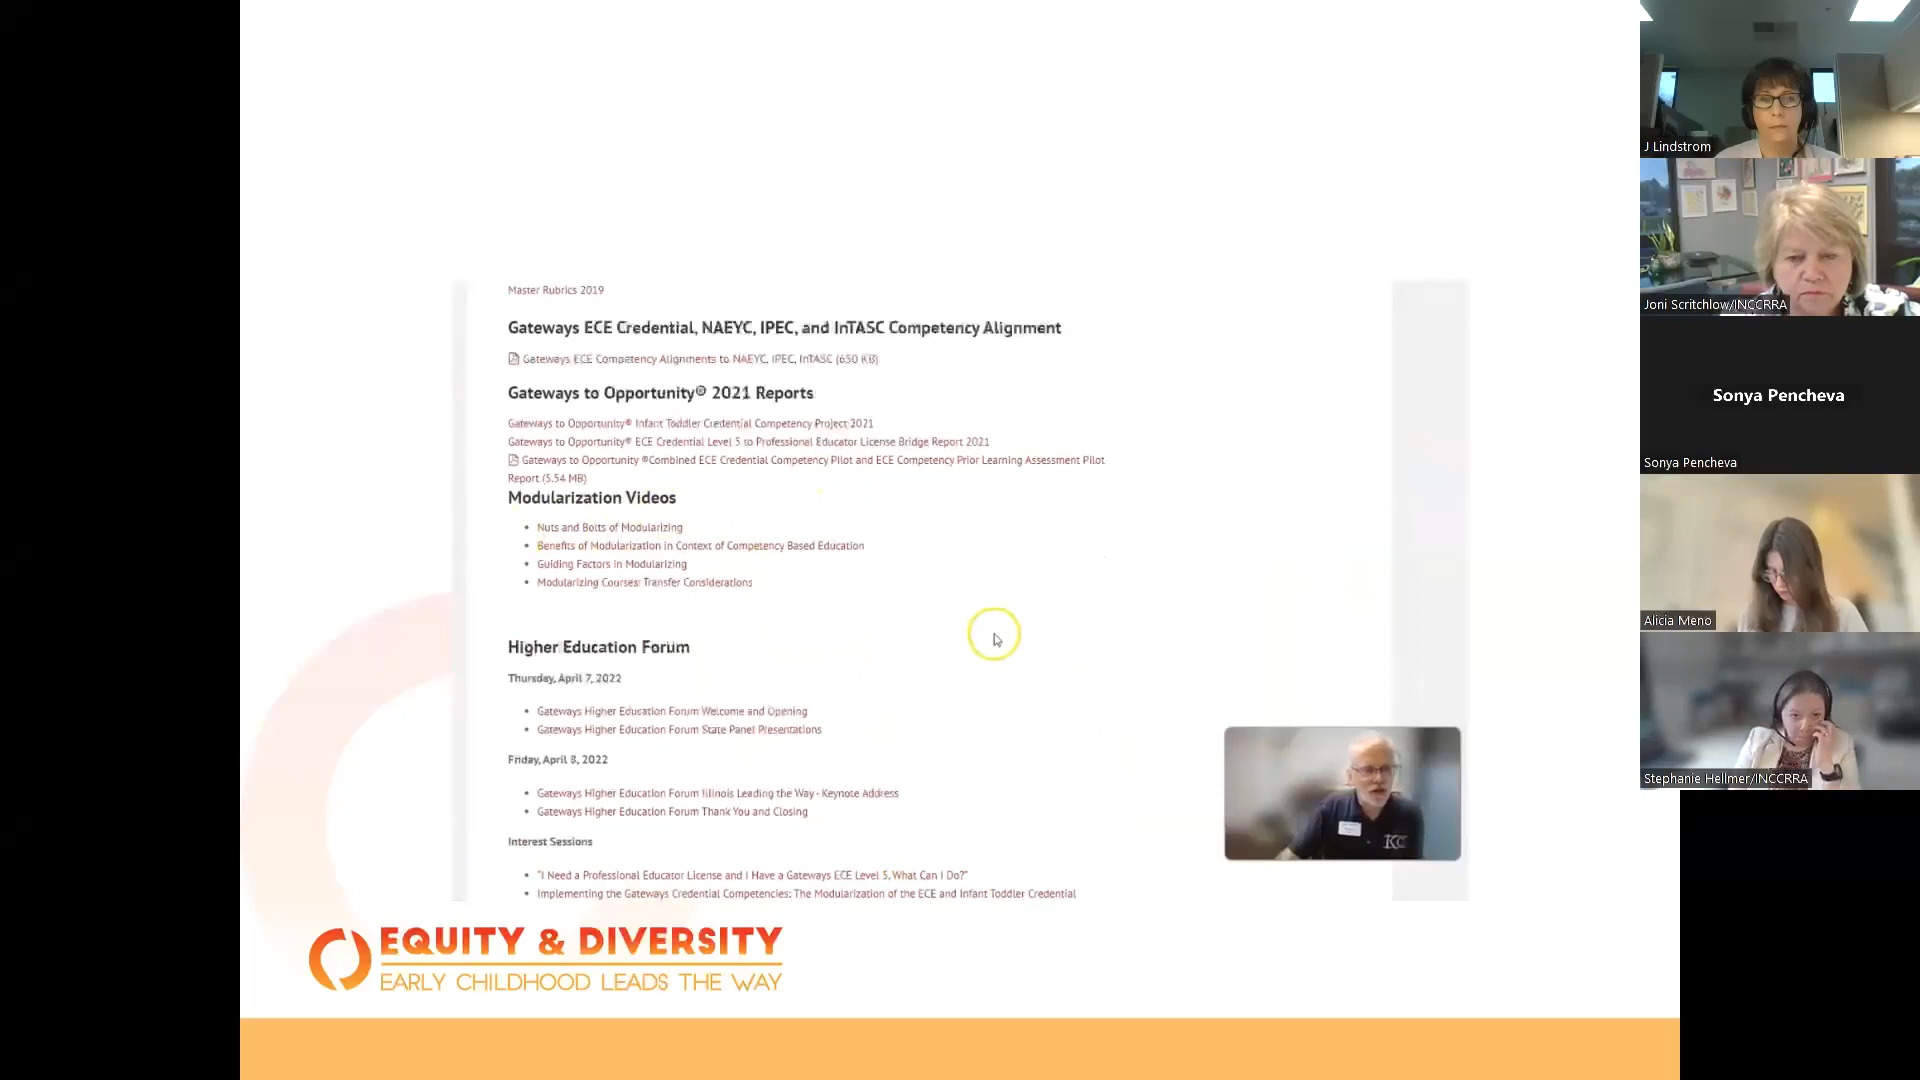 Master Rubrics 2019
Gateways ECE Credential, NAEYC, IPEC, and InTASC Competency Alignment
Gateways ECE Competency Alignments to NAEYC, IPEC, InTASC (650 KB)
Gateways to Opportunity® 2021 Reports
Gateways to Opportunity® Infant Toddler Credential Competency Project 2021
Gateways to Opportunity® ECE Credential Level 5 to Professional Educator License Bridge Report 2021
Gateways to Opportunity ®Combined ECE Credential Competency Pilot and ECE Competency Prior Learning Assessment Pilot
Report (5.54 MB)
Modularization Videos
• Nuts and Bolts of Modularizing
• Benefits of Modularization in Context of Competency Based Education
• Guiding Factors in Modularizing
• Modularizing Courses: Transfer Considerations
Higher Education Forum
Thursday, April 7, 2022
• Gateways Higher Education Forum Welcome and Opening
• Gateways Higher Education Forum State Panel Presentations
Friday, April 8, 2022
• Gateways Higher Education Forum Illinois Leading the Way - Keynote Address
• Gateways Higher Education Forum Thank You and Closing
Interest Sessions
• "I Need a Professional Educator License and I Have a Gateways ECE Level 5, What Can I Do?"
• Implementing the Gateways Credential Competencies: The Modularization of the ECE and Infant Toddler Credential
KC
EQUITY & DIVERSITY
EARLY CHILDHOOD LEADS THE WAY
J Lindstrom
Joni Scritchlow/INCCRRA
Sonya Pencheva
Sonya Pencheva
Alicia Meno
Stephanie Hellmer/INCCRRA